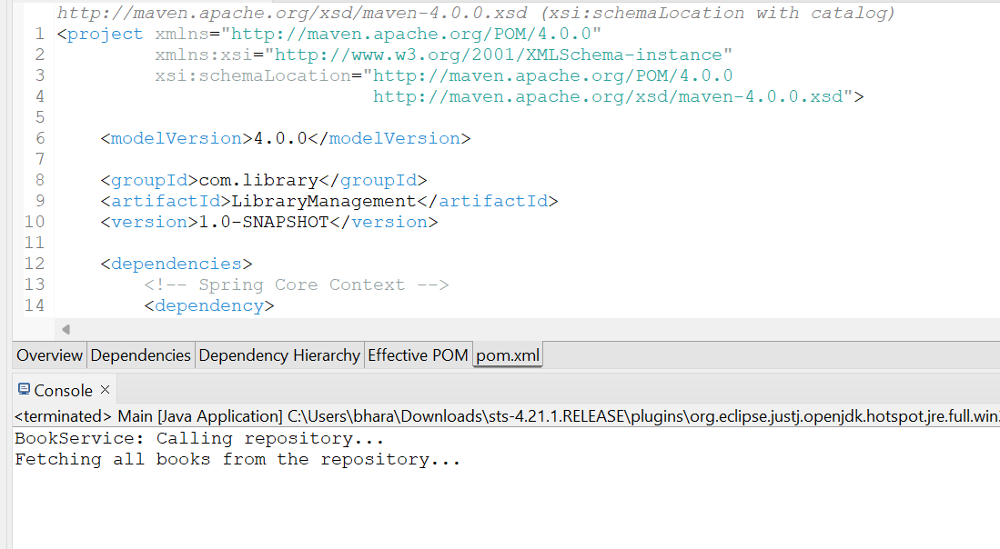 http://maven.apache.org/xsd/maven-4.0.0.xsd (xsi:schemaLocation with catalog)
1 <project xmlns="http://maven.apache.org/POM/4.0.0"
2 xmlns:xsi="http://www.w3.org/2001/XMLSchema-instance"
3 xsi:schemaLocation="http://maven.apache.org/POM/4.0.0
4 http://maven.apache.org/xsd/maven-4.0.0.xsd">
5
6 <modelVersion>4.0.0</modelVersion>
7
8 <groupId>com.library</groupId>
9 <artifactId>LibraryManagement</artifactId>
10 <version>1.0-SNAPSHOT</version>
11
12 <dependencies>
13 <!-- Spring Core Context -->
14 <dependency>
Overview Dependencies Dependency Hierarchy Effective POM pom.xml
Console
<terminated> Main [Java Application] C:\Users\bhara\Downloads\sts-4.21.1.RELEASE\plugins\org.eclipse.justj.openjdk.hotspot.jre.full.win
BookService: Calling repository...
Fetching all books from the repository...